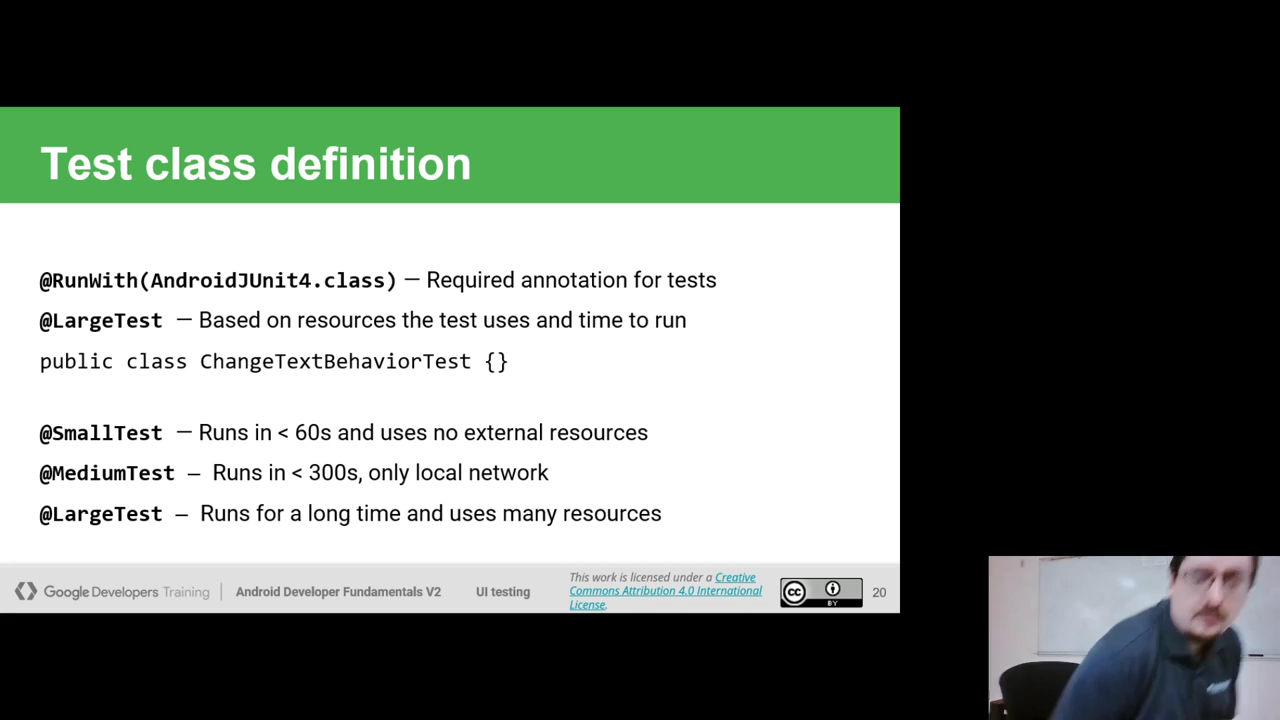 Test class definition
@RunWith(AndroidJUnit4.class) — Required annotation for tests
@LargeTest — Based on resources the test uses and time to run
public class ChangeTextBehaviorTest {}
@SmallTest — Runs in < 60s and uses no external resources
@MediumTest — Runs in < 300s, only local network
@LargeTest — Runs for a long time and uses many resources
Google Developers Training
Android Developer Fundamentals V2
UI testing
This work is licensed under a Creative
Commons Attribution 4.0 International
License.
cc
BY
20